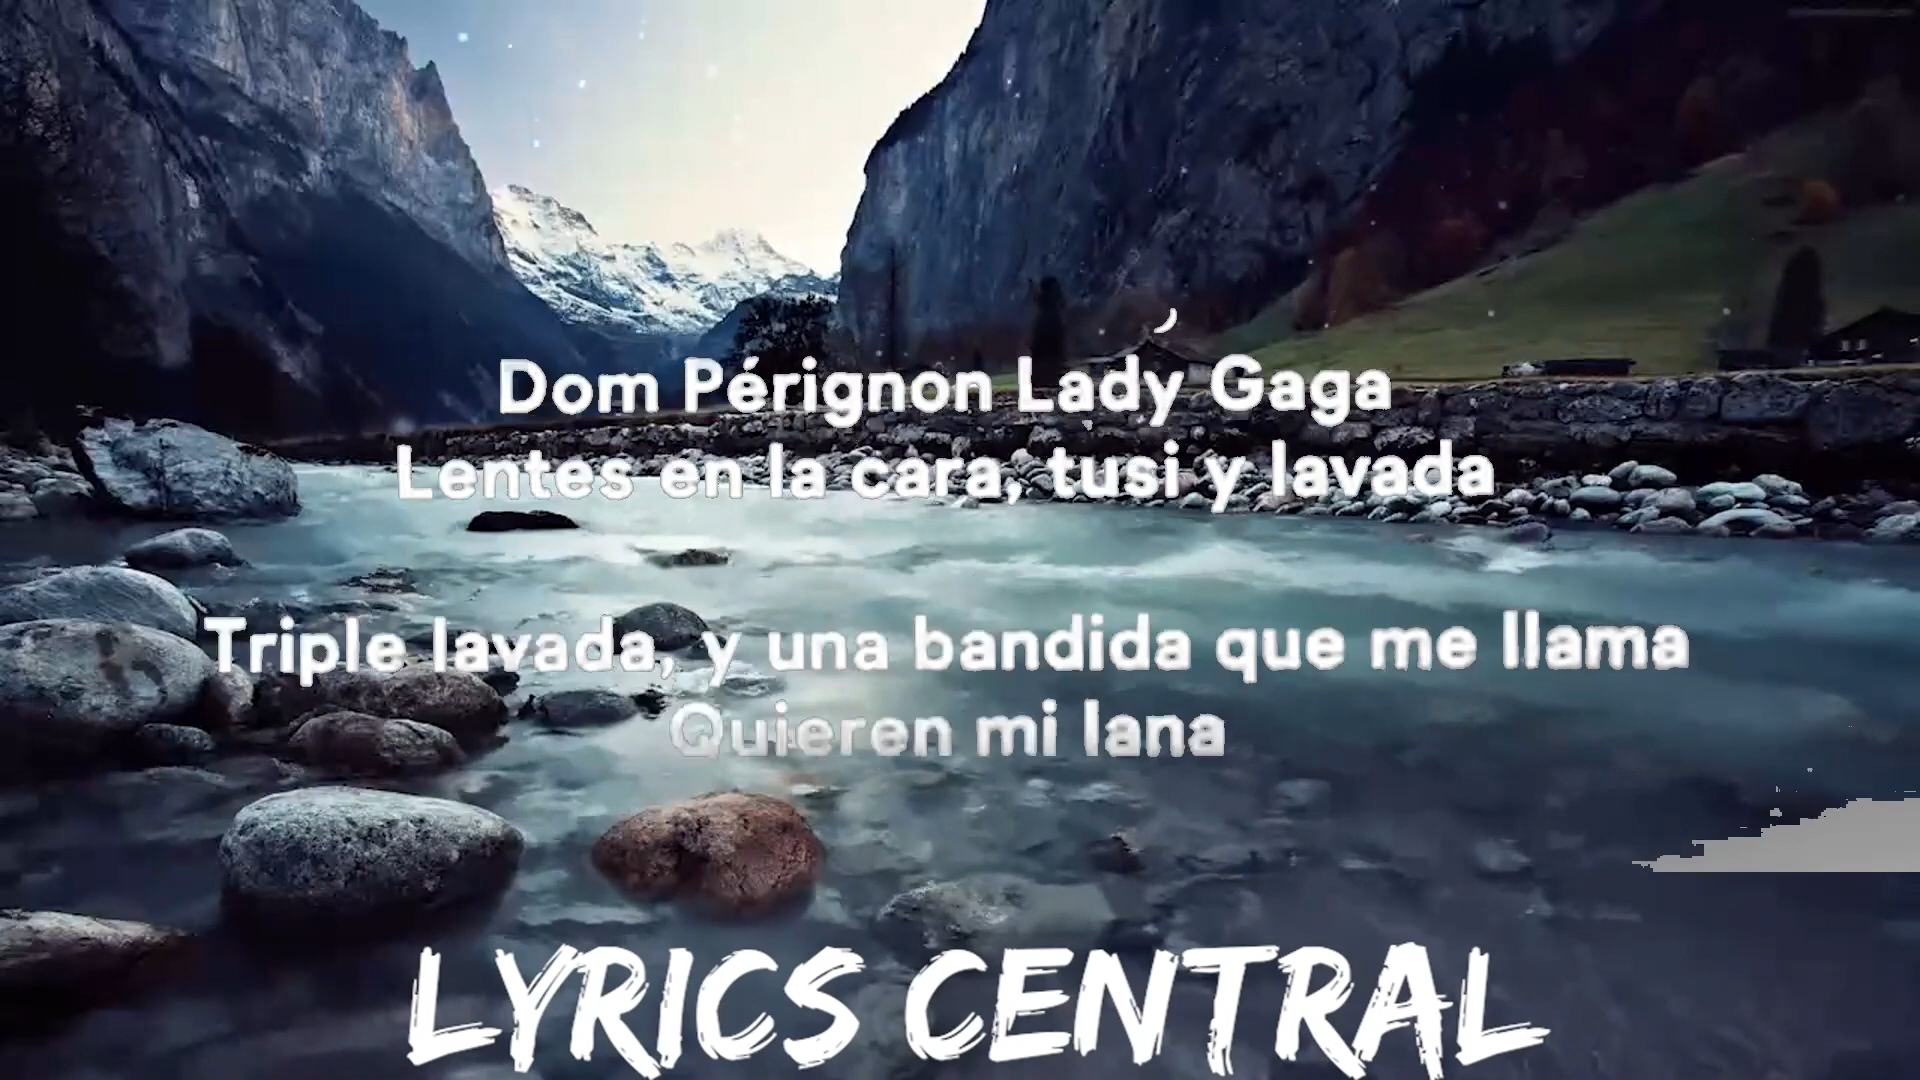 Dom Pérignon Lady Gaga
Lentes en la cara, tusi y lavada
Triple lavada, y una bandida que me llama
Quieren mi lana
LYRICS CENTRAL